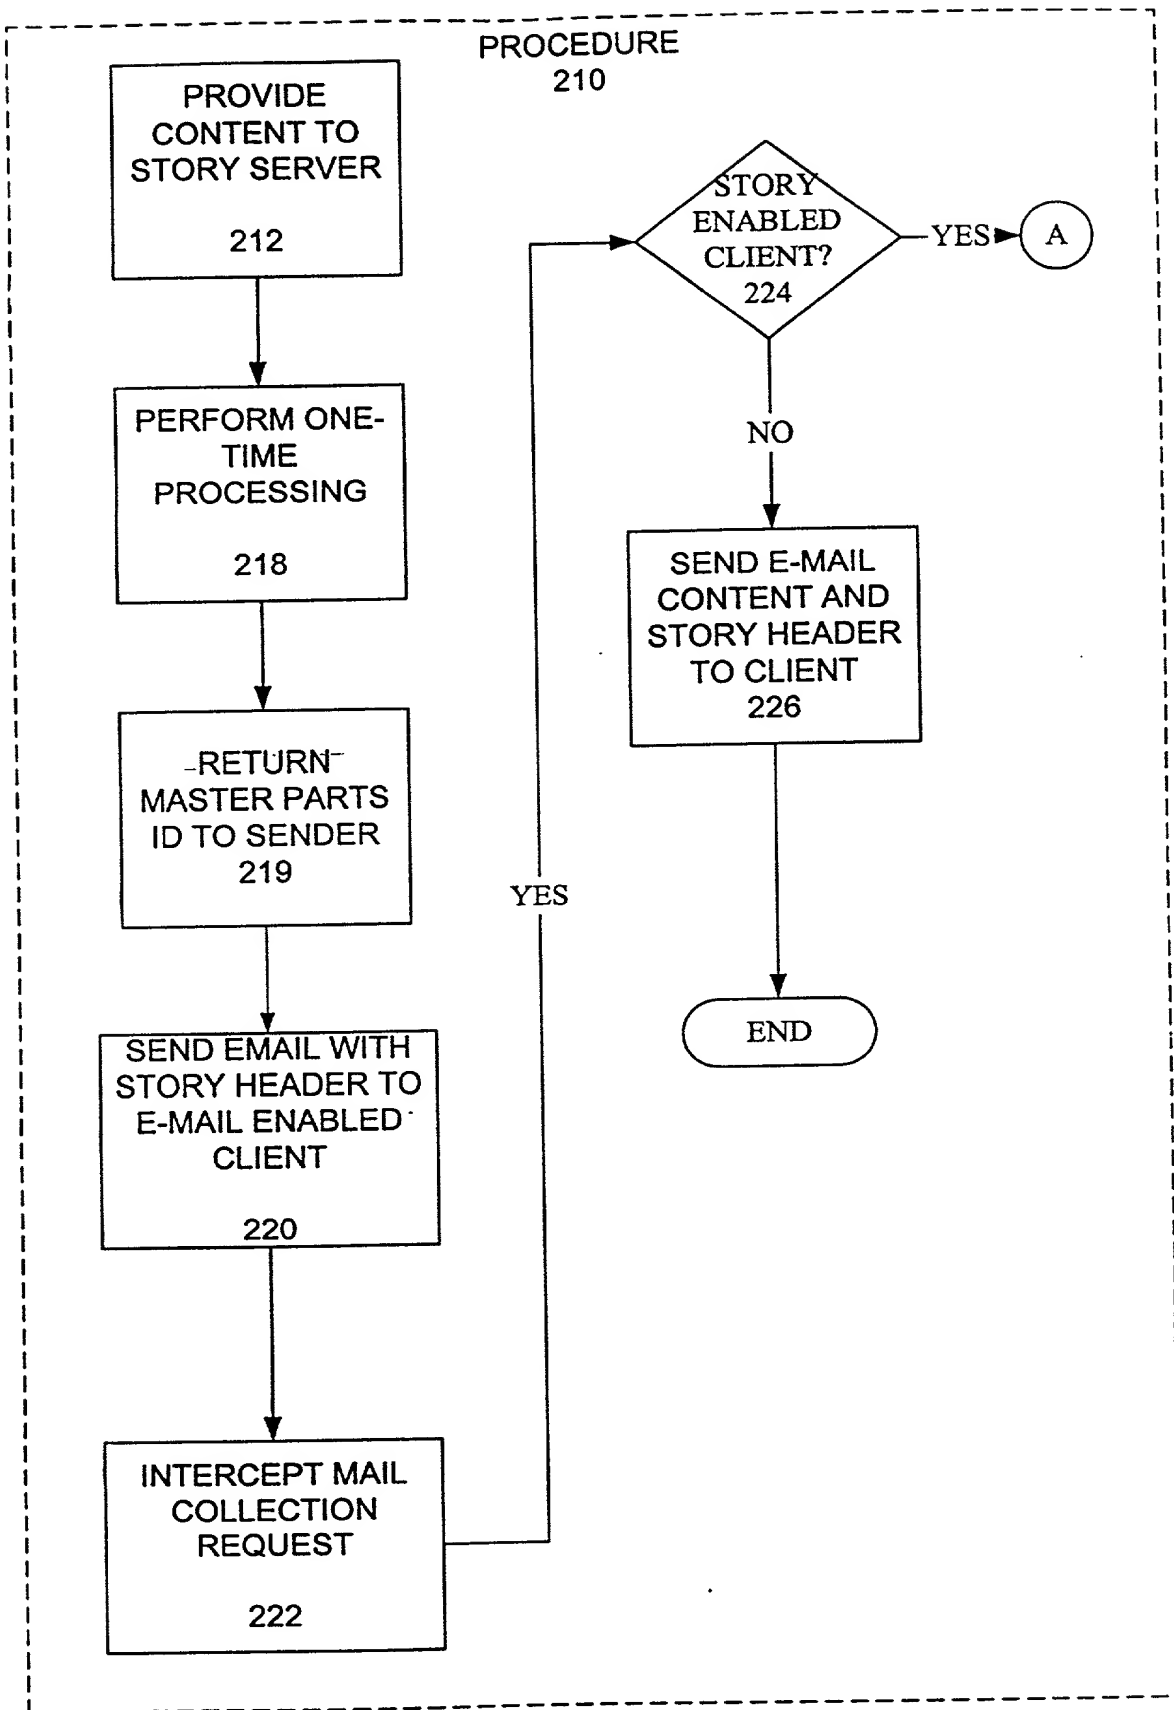 PROCEDURE
210
PROVIDE
CONTENT TO
STORY SERVER
212
PERFORM ONE-
TIME
PROCESSING
218
RETURN
MASTER PARTS
ID TO SENDER
219
SEND EMAIL WITH
STORY HEADER TO
E-MAIL ENABLED
CLIENT
220
INTERCEPT MAIL
COLLECTION
REQUEST
222
YES
STORY
ENABLED
CLIENT?
224
YES
A
NO
SEND E-MAIL
CONTENT AND
STORY HEADER
TO CLIENT
226
END